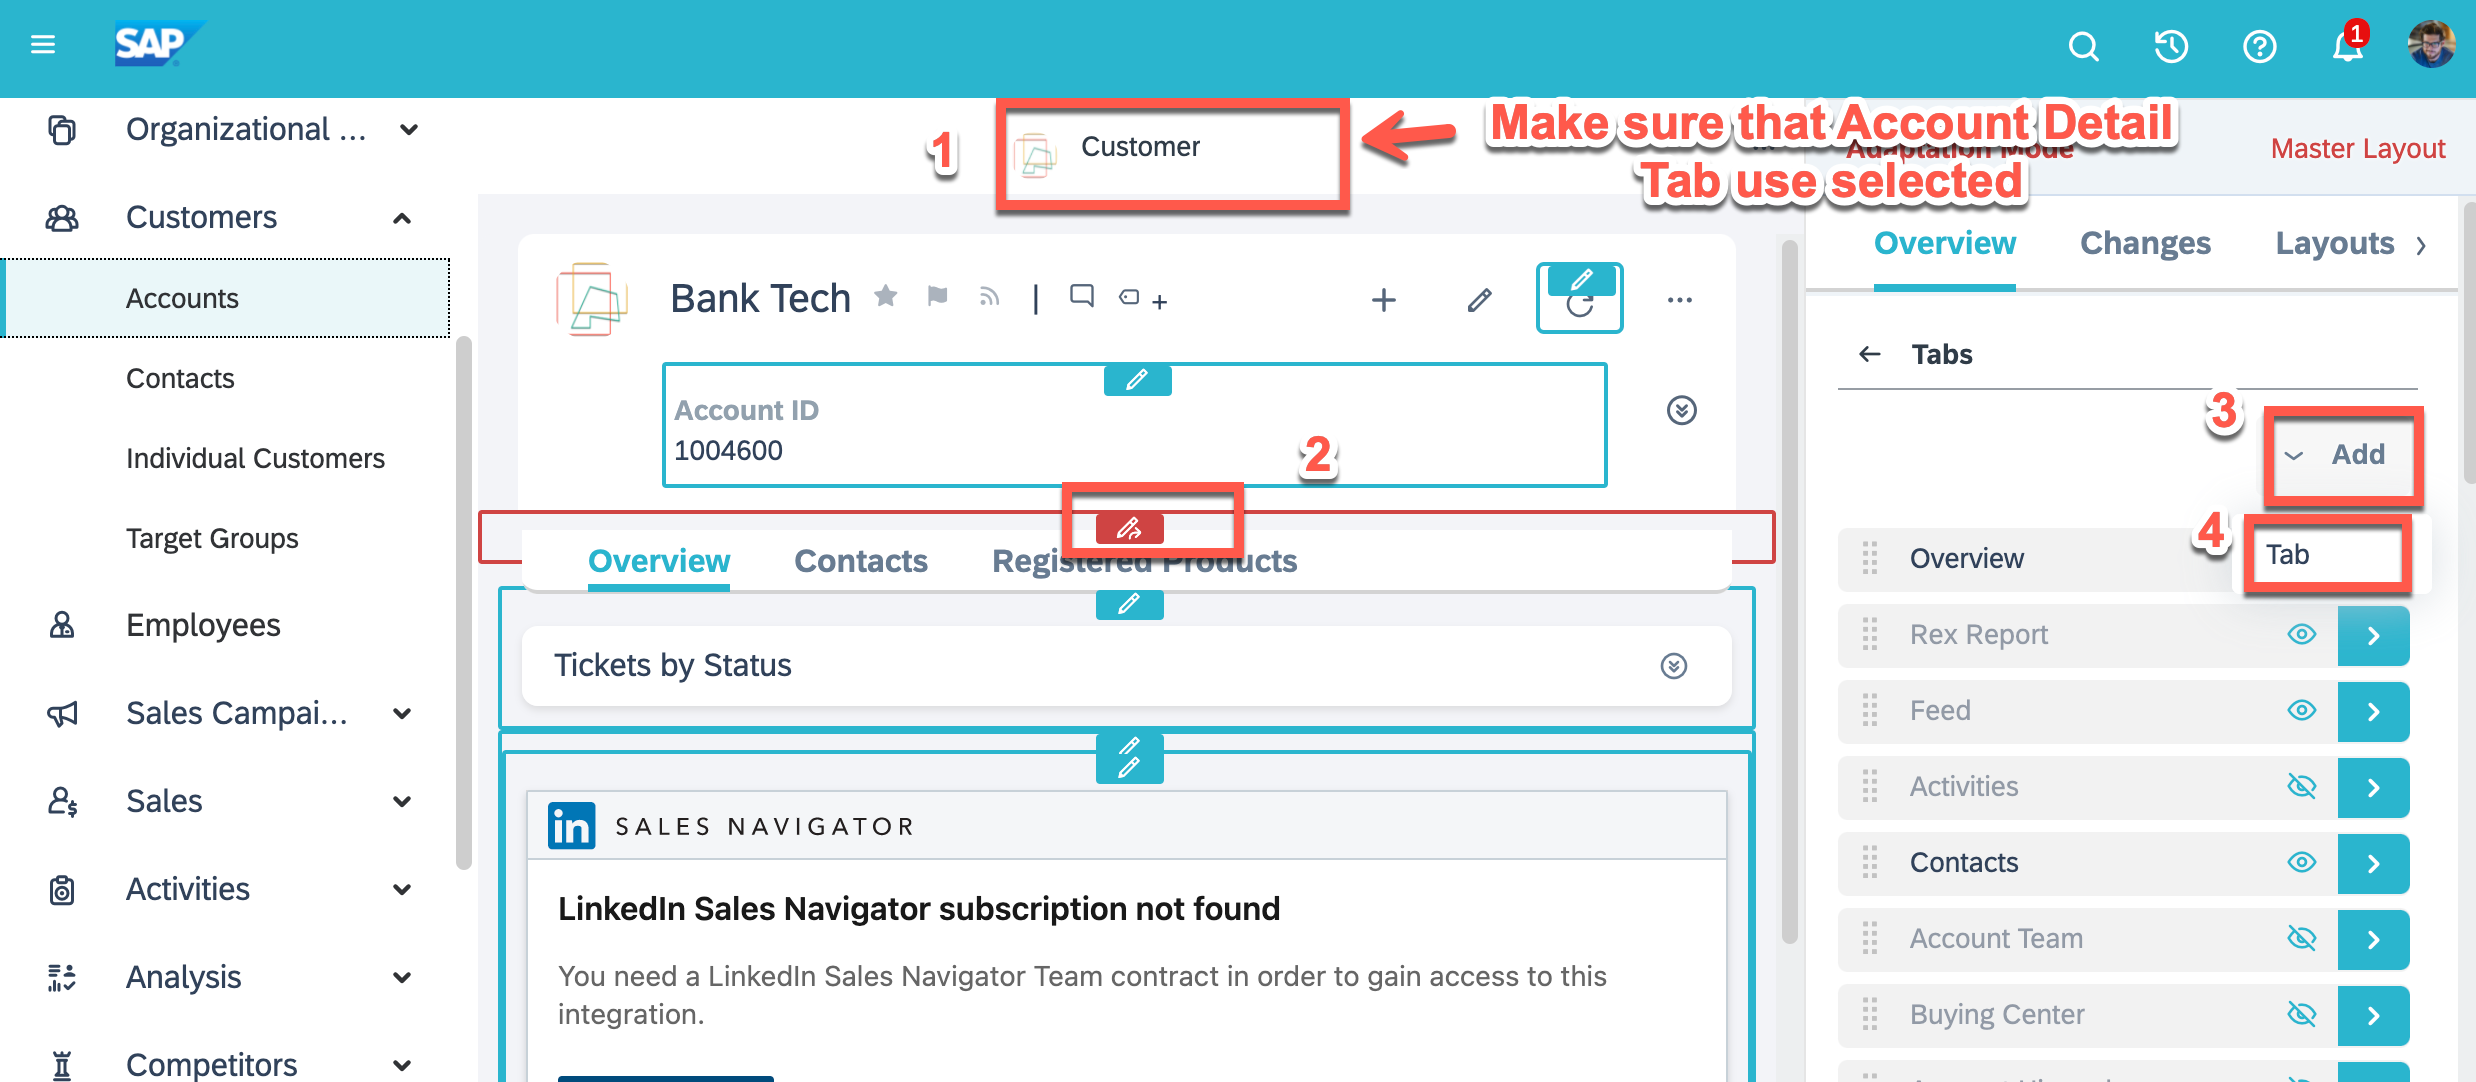 SAP
1
Organizational ...
1
Customer
Make sure that Account Detail
Tab use selected
Adaptation Mode
Master Layout
Customers
Overview
Changes
Layouts
Accounts
Bank Tech
Tabs
Contacts
Account ID
1004600
3
Add
Individual Customers
2
4
Tab
Target Groups
Overview
Contacts
Registered Products
Overview
Employees
Rex Report
Tickets by Status
Sales Campai...
Feed
Sales
Activities
in SALES NAVIGATOR
Activities
Contacts
LinkedIn Sales Navigator subscription not found
Account Team
Analysis
You need a LinkedIn Sales Navigator Team contract in order to gain access to this
integration.
Buying Center
Competitors